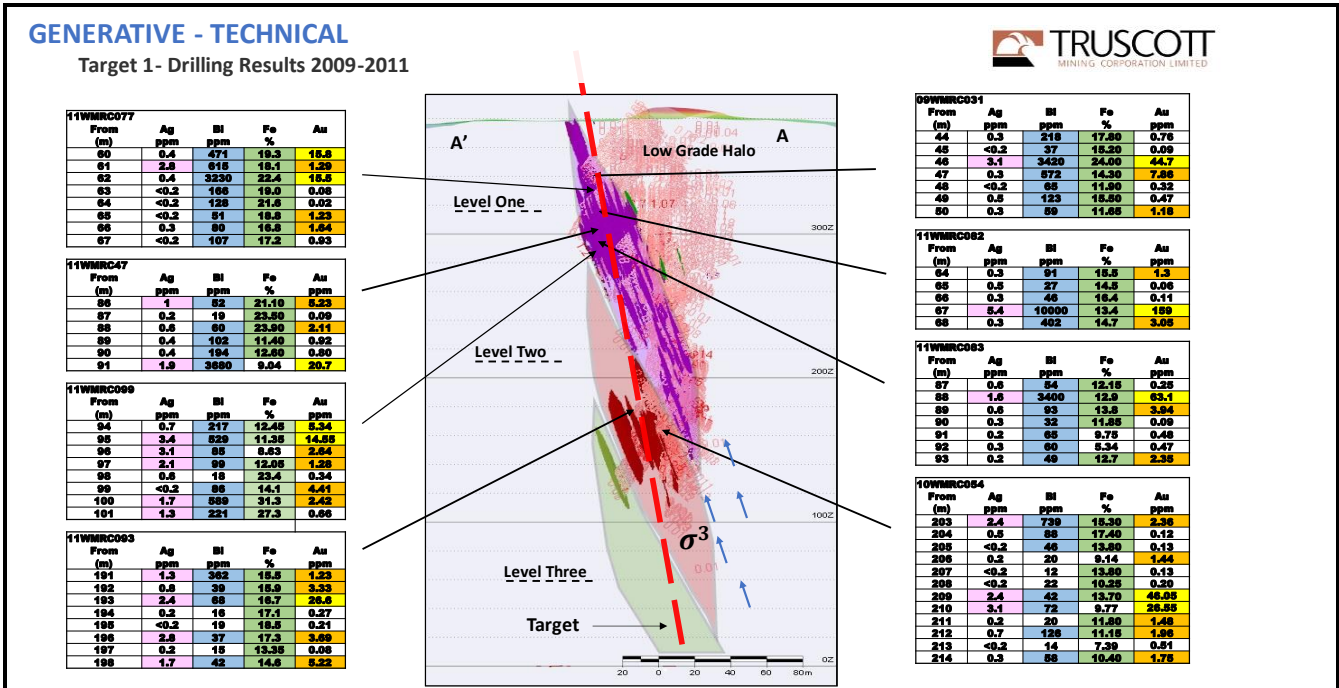 GENERATIVE - TECHNICAL
Target 1- Drilling Results 2009-2011
TRUSCOTT
MINING CORPORATION LIMITED
11WMRC077
From Ag Bi Fe Au
(m) ppm ppm % ppm
60 0.4 471 19.3 15.8
61 2.8 615 18.1 1.29
62 0.4 3230 22.4 15.5
63 <0.2 166 19.0 0.08
64 <0.2 128 21.6 0.02
65 <0.2 51 18.8 1.23
66 0.3 80 16.8 1.64
67 <0.2 107 17.2 0.93
11WMRC47
From Ag Bi Fe Au
(m) ppm ppm % ppm
86 1 52 21.10 5.23
87 0.2 19 23.50 0.09
88 0.6 60 23.90 2.11
89 0.4 102 11.40 0.92
90 0.4 194 12.60 0.80
91 1.9 3680 9.04 20.7
11WMRC099
From Ag Bi Fe Au
(m) ppm ppm % ppm
94 0.7 217 12.45 5.34
95 3.4 529 11.35 14.55
96 3.1 85 8.63 2.64
97 2.1 99 12.05 1.28
98 0.6 18 23.4 0.34
99 <0.2 86 14.1 4.41
100 1.7 589 31.3 2.42
101 1.3 221 27.3 0.66
11WMRC093
From Ag Bi Fe Au
(m) ppm ppm % ppm
191 1.3 362 15.5 1.23
192 0.8 39 15.9 3.33
193 2.4 68 16.7 26.6
194 0.2 16 17.1 0.27
195 <0.2 19 18.5 0.21
196 2.8 37 17.3 3.69
197 0.2 15 13.35 0.08
198 1.7 42 14.6 5.22
A' A
Low Grade Halo
1.07
Level One
300Z
Level Two
200Z
100Z
σ³
0.01
Level Three
Target
0Z
20 0 20 40 60 80m
09WMRC031
From Ag Bi Fe Au
(m) ppm ppm % ppm
44 0.3 218 17.80 0.76
45 <0.2 37 15.20 0.09
46 3.1 3420 24.00 44.7
47 0.3 572 14.30 7.86
48 <0.2 65 11.90 0.32
49 0.5 123 15.50 0.47
50 0.3 59 11.65 1.18
11WMRC082
From Ag Bi Fe Au
(m) ppm ppm % ppm
64 0.3 91 15.5 1.3
65 0.5 27 14.5 0.06
66 0.3 46 16.4 0.11
67 5.4 10000 13.4 159
68 0.3 402 14.7 3.05
11WMRC083
From Ag Bi Fe Au
(m) ppm ppm % ppm
87 0.6 54 12.15 0.25
88 1.6 3400 12.9 63.1
89 0.6 93 13.8 3.94
90 0.3 32 11.85 0.09
91 0.2 65 9.75 0.48
92 0.3 60 5.34 0.47
93 0.2 49 12.7 2.35
10WMRC054
From Ag Bi Fe Au
(m) ppm ppm % ppm
203 2.4 739 15.30 2.36
204 0.5 88 17.40 0.12
205 <0.2 46 13.80 0.13
206 0.2 20 9.14 1.44
207 <0.2 12 13.80 0.13
208 <0.2 22 10.25 0.20
209 2.4 42 13.70 46.05
210 3.1 72 9.77 26.55
211 0.2 20 11.80 1.48
212 0.7 126 11.15 1.96
213 <0.2 14 7.39 0.51
214 0.3 58 10.40 1.75